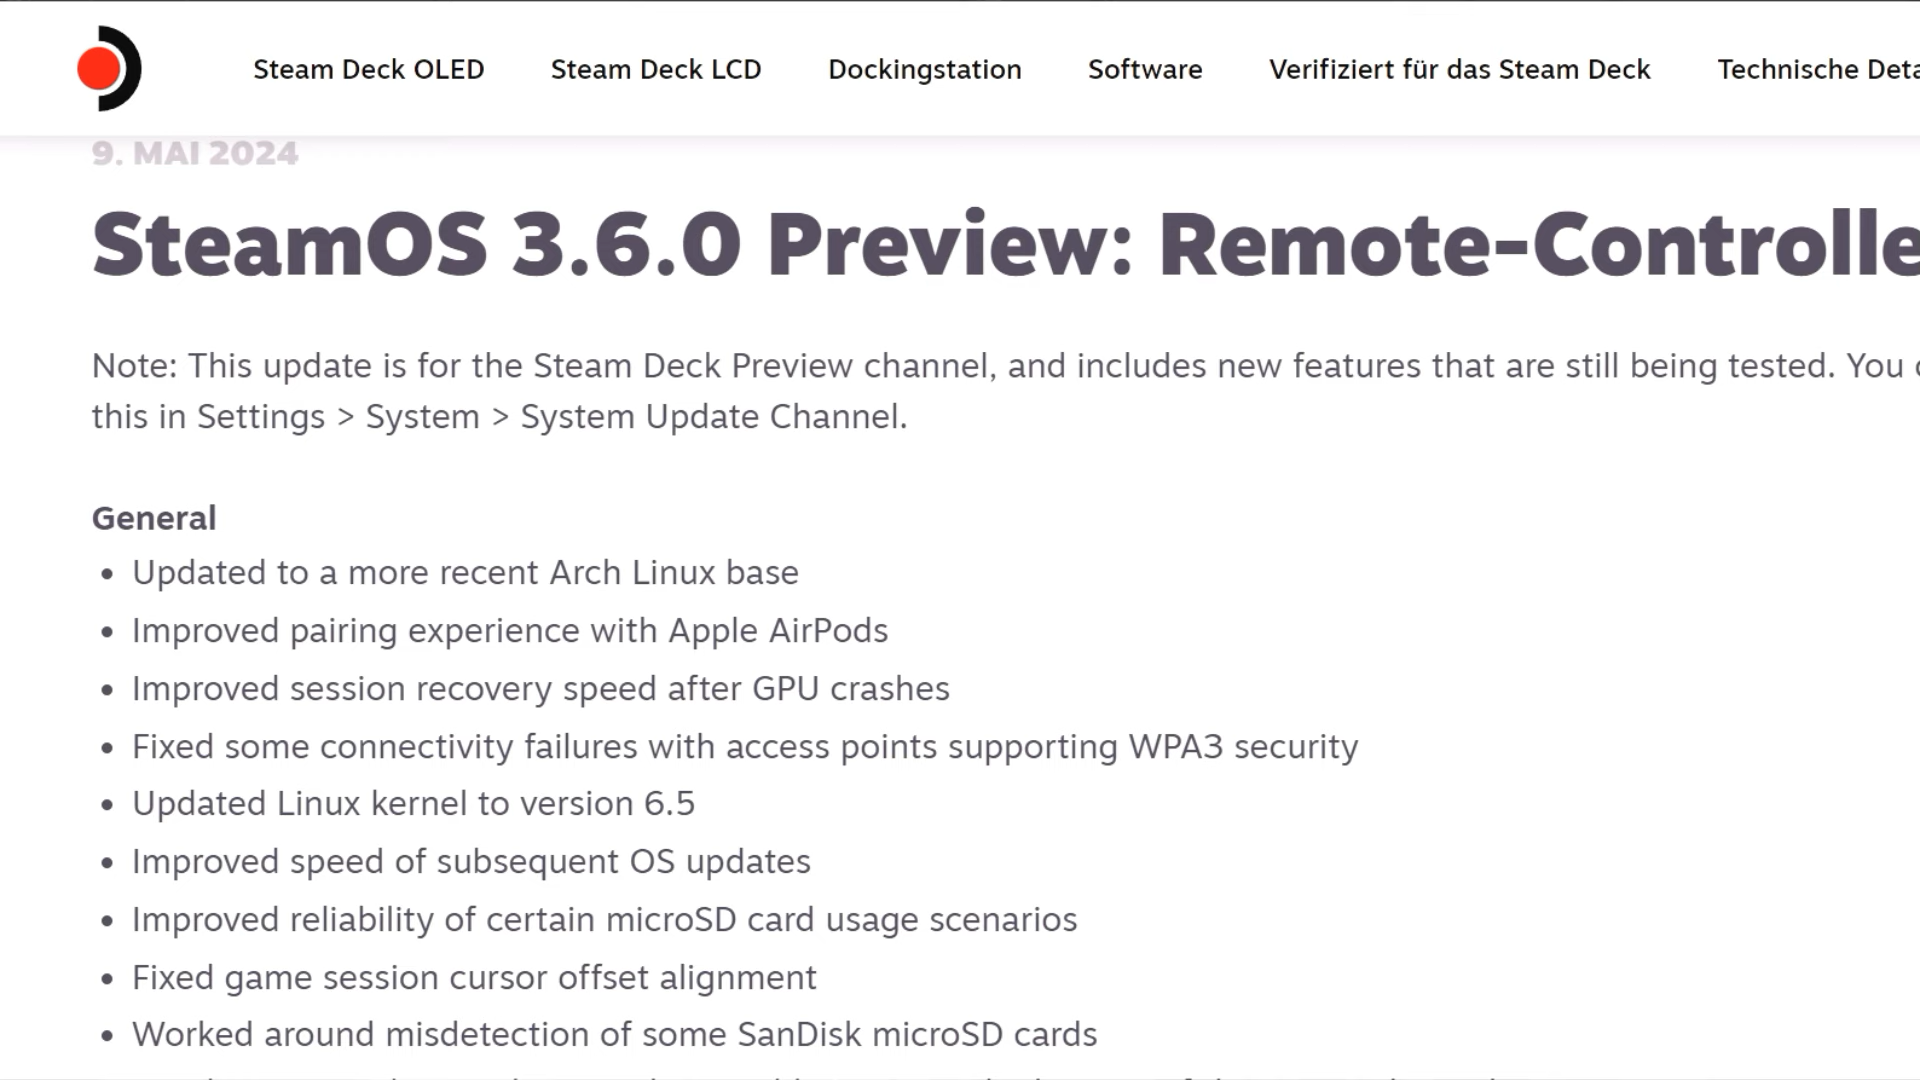 Steam Deck OLED Steam Deck LCD Dockingstation Software Verifiziert für das Steam Deck Technische
9. MAI 2024
SteamOS 3.6.0 Preview: Remote-Controlle
Note: This update is for the Steam Deck Preview channel, and includes new features that are still being tested. You
this in Settings > System > System Update Channel.
General
• Updated to a more recent Arch Linux base
• Improved pairing experience with Apple AirPods
• Improved session recovery speed after GPU crashes
• Fixed some connectivity failures with access points supporting WPA3 security
• Updated Linux kernel to version 6.5
• Improved speed of subsequent OS updates
• Improved reliability of certain microSD card usage scenarios
• Fixed game session cursor offset alignment
• Worked around misdetection of some SanDisk microSD cards